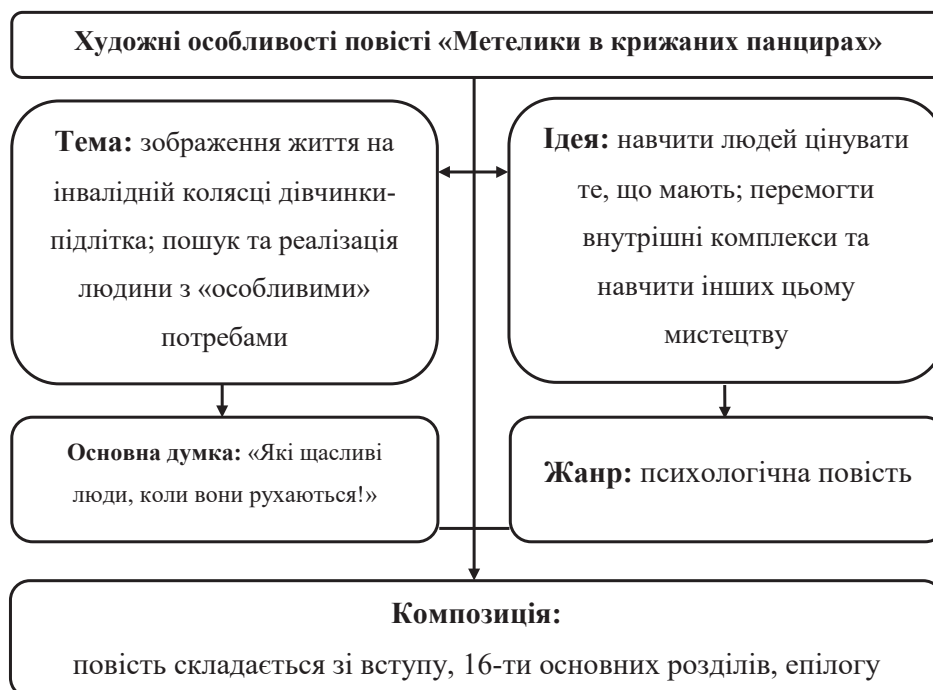 Художні особливості повісті «Метелики в крижаних панцирах»
Тема: зображення життя на
інвалідній колясці дівчинки-
підлітка; пошук та реалізація
людини з «особливими»
потребами
Ідея: навчити людей цінувати
те, що мають; перемогти
внутрішні комплекси та
навчити інших цьому
мистецтву
Основна думка: «Які щасливі
люди, коли вони рухаються!»
Жанр: психологічна повість
Композиція:
повість складається зі вступу, 16-ти основних розділів, епілогу